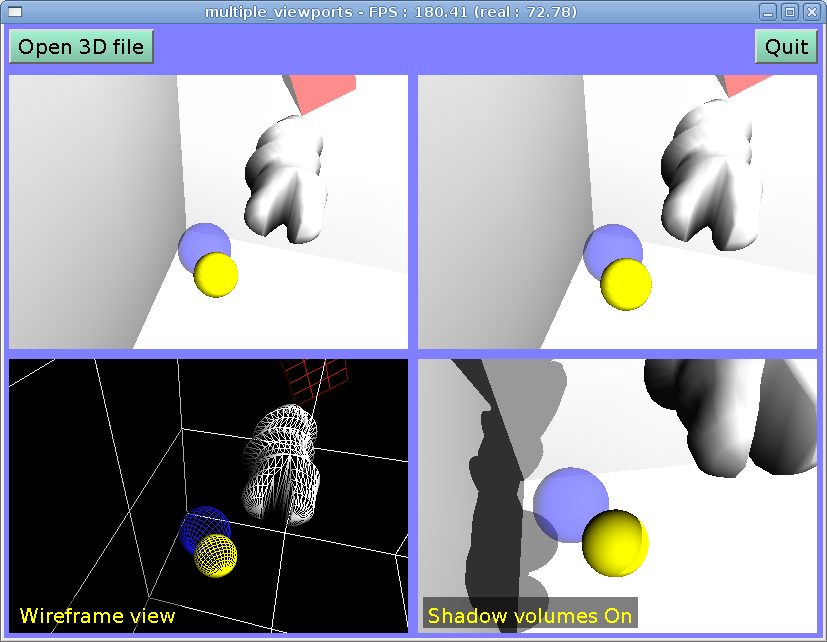 multiple_viewports - FPS : 180.41 (real : 72.78)
Open 3D file
Quit
Wireframe view
Shadow volumes On